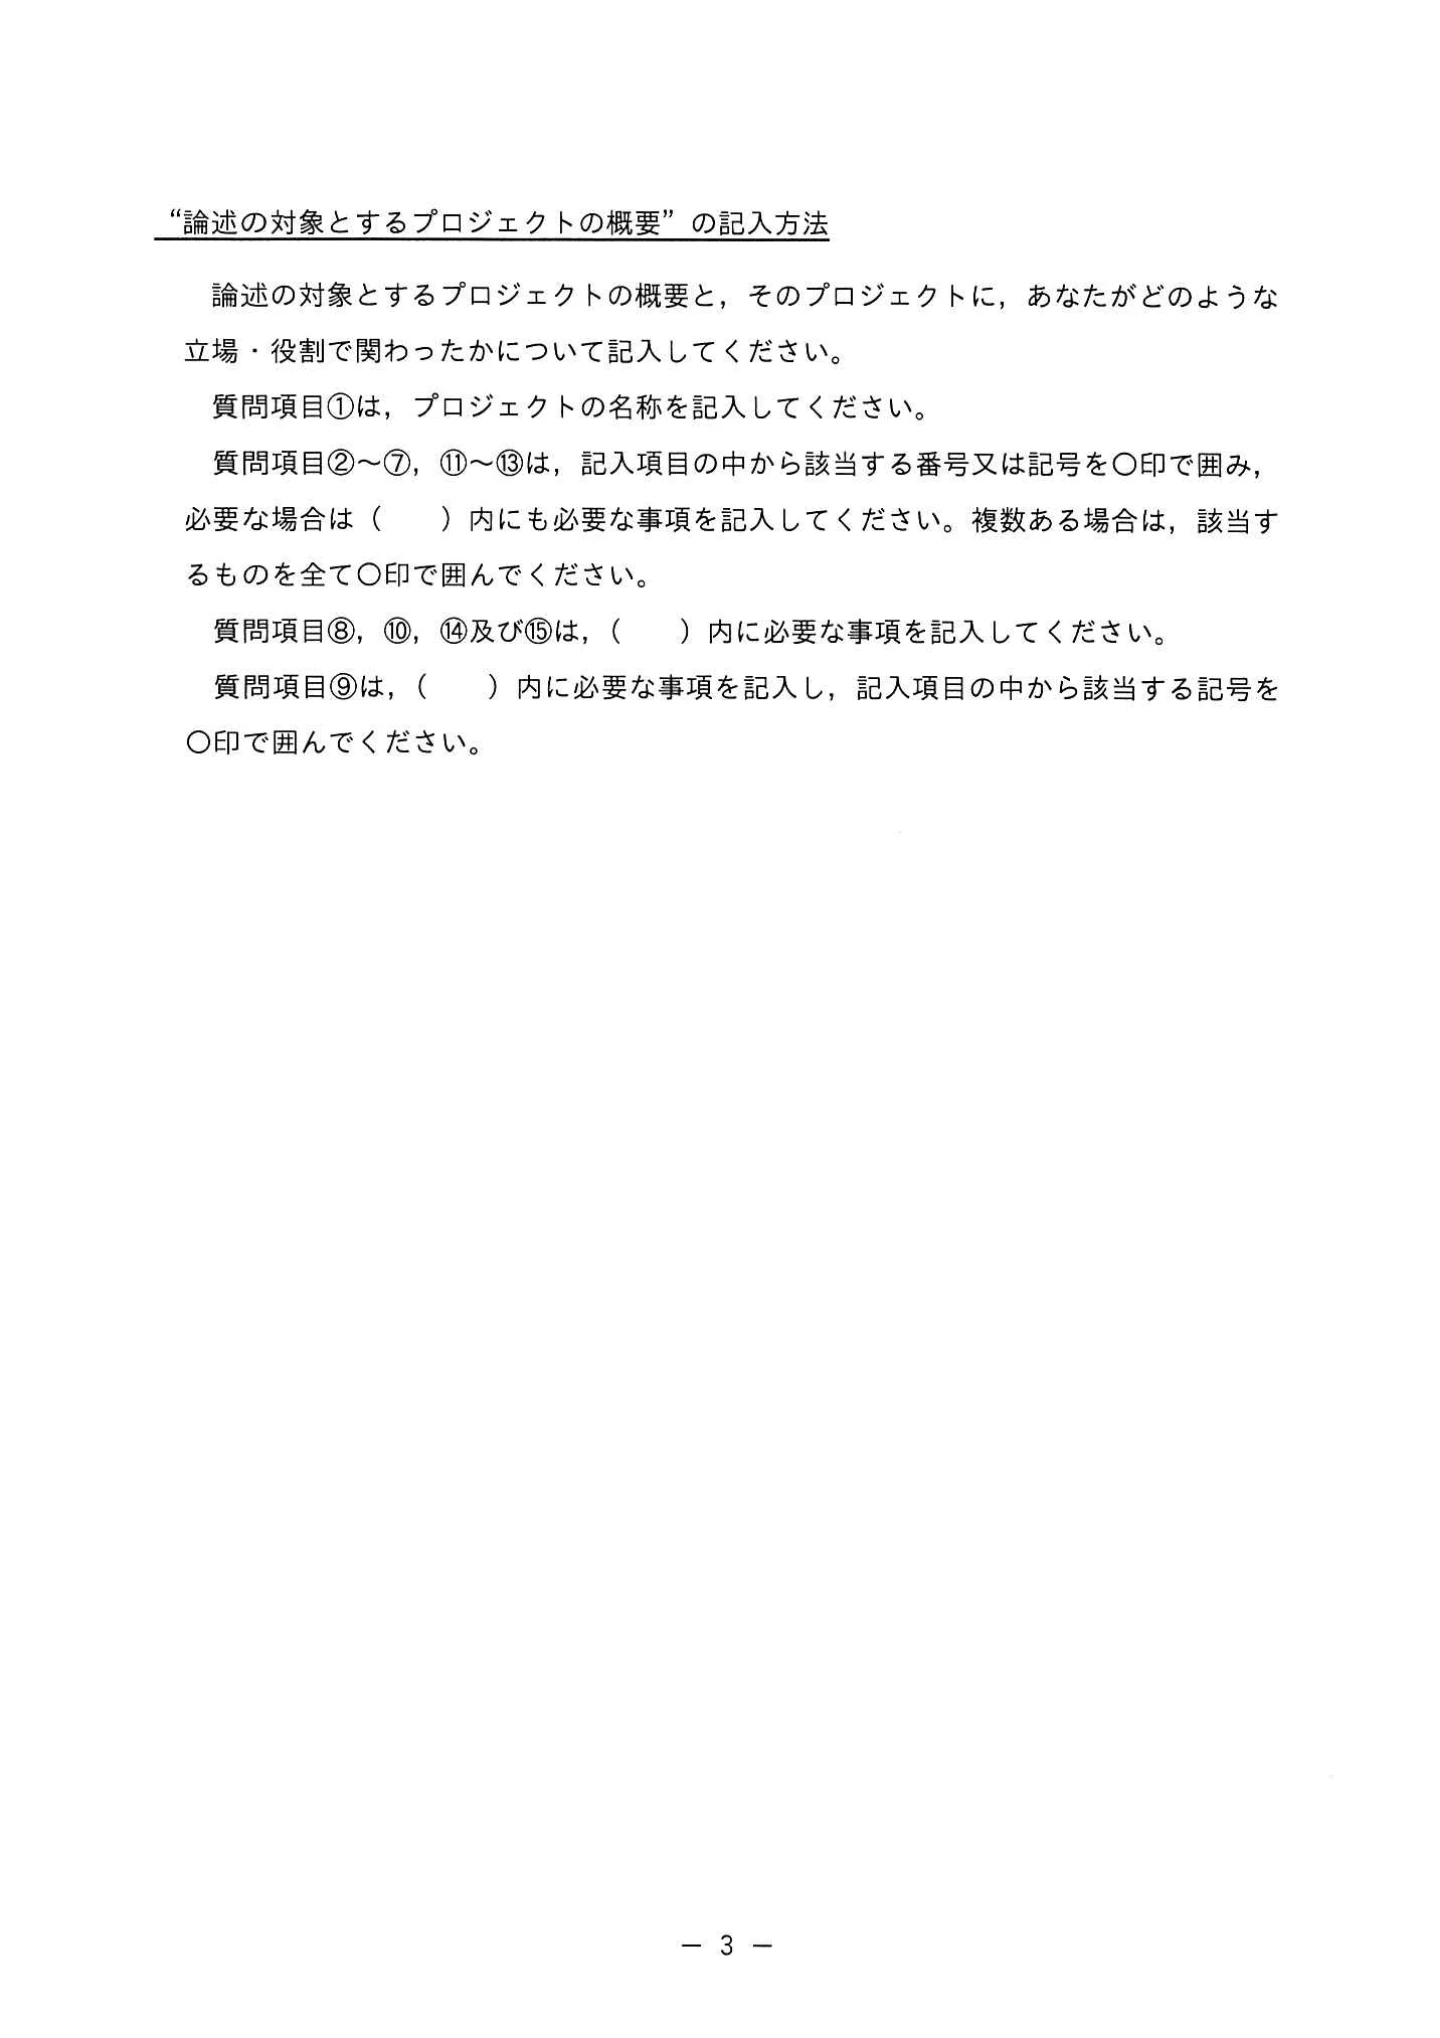 “論述の対象とするプロジェクトの概要”の記入方法
論述の対象とするプロジェクトの概要と，そのプロジェクトに，あなたがどのような
立場・役割で関わったかについて記入してください。
質問項目①は，プロジェクトの名称を記入してください。
質問項目②～⑦，⑪～⑬は，記入項目の中から該当する番号又は記号を〇印で囲み，
必要な場合は（　　）内にも必要な事項を記入してください。複数ある場合は，該当す
るものを全て〇印で囲んでください。
質問項目⑧，⑩，⑭及び⑮は，（　　）内に必要な事項を記入してください。
質問項目⑨は，（　　）内に必要な事項を記入し，記入項目の中から該当する記号を
〇印で囲んでください。
－ 3 －